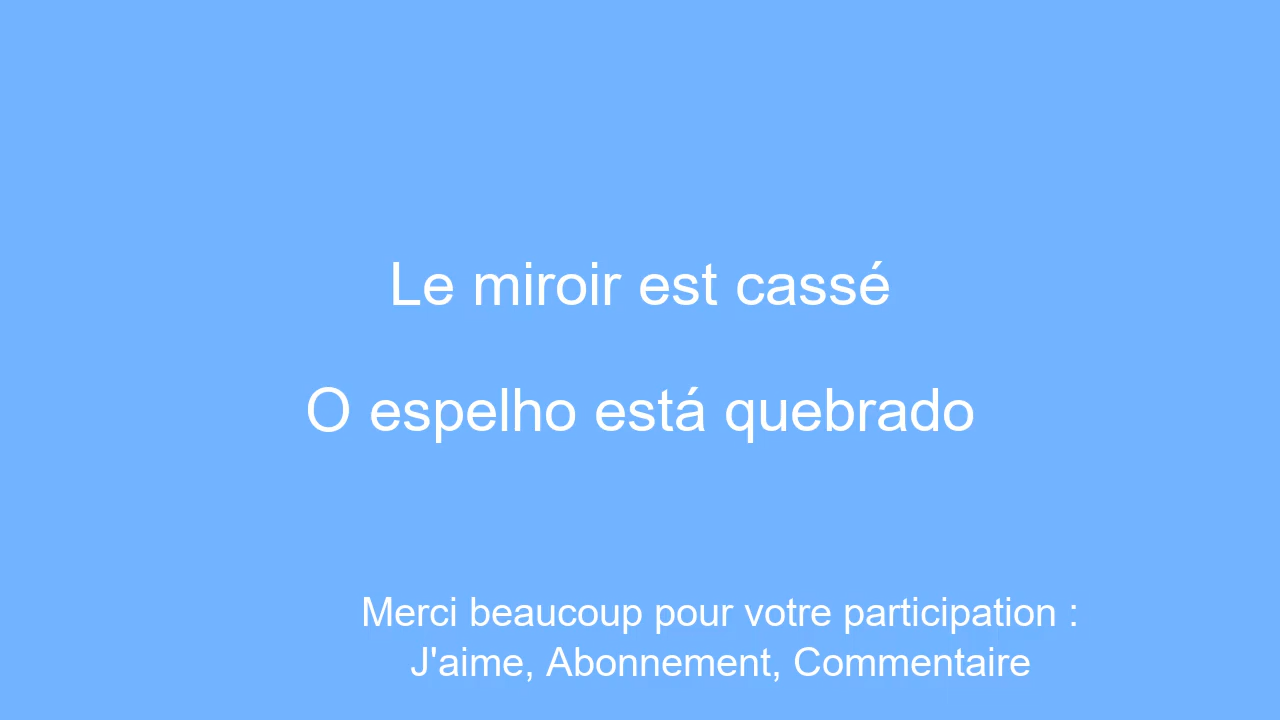 Le miroir est cassé
O espelho está quebrado
Merci beaucoup pour votre participation :
J'aime, Abonnement, Commentaire